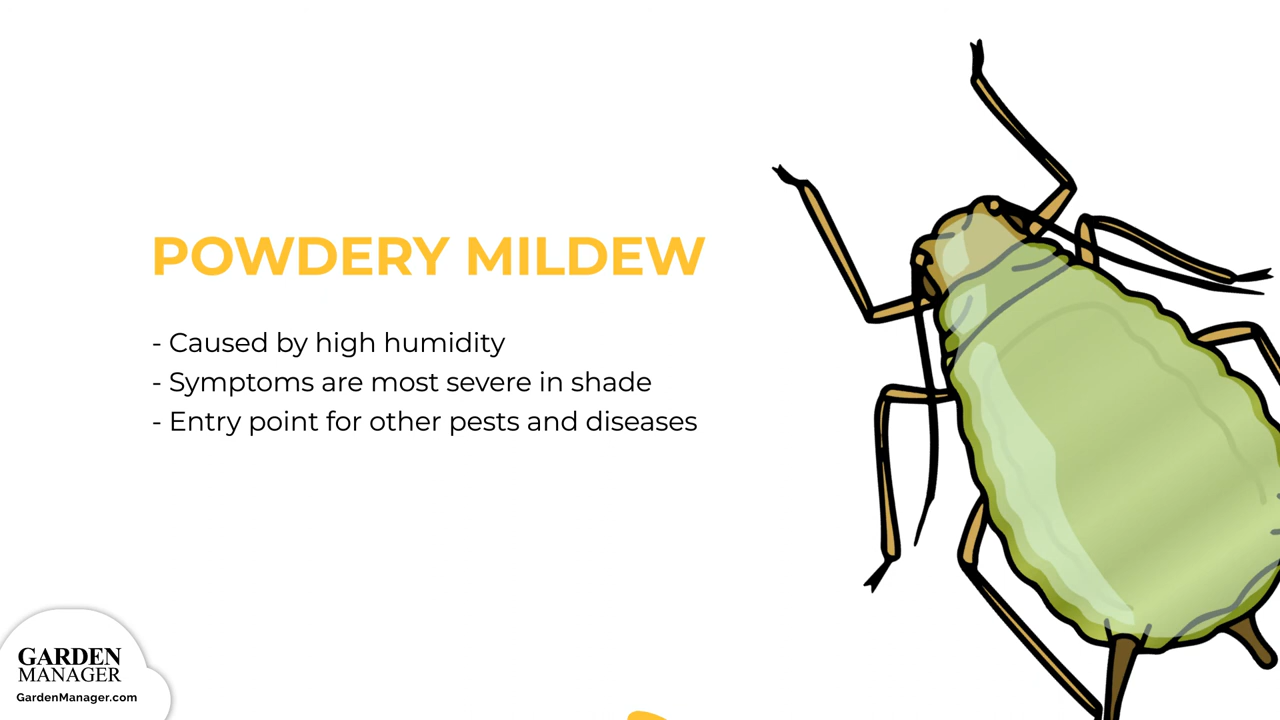 POWDERY MILDEW
- Caused by high humidity
- Symptoms are most severe in shade
- Entry point for other pests and diseases
GARDEN
MANAGER
GardenManager.com